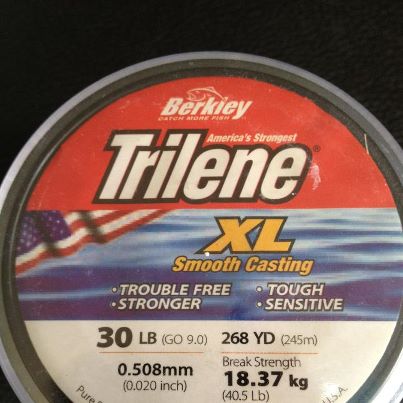 Berkley
CATCH MORE FISH
America's Strongest
Trilene®
XL
Smooth Casting
• TROUBLE FREE • TOUGH
• STRONGER • SENSITIVE
30 LB (GO 9.0) 268 YD (245m)
0.508mm Break Strength
(0.020 inch) 18.37 kg
(40.5 Lb)
Pure
U.S.A.